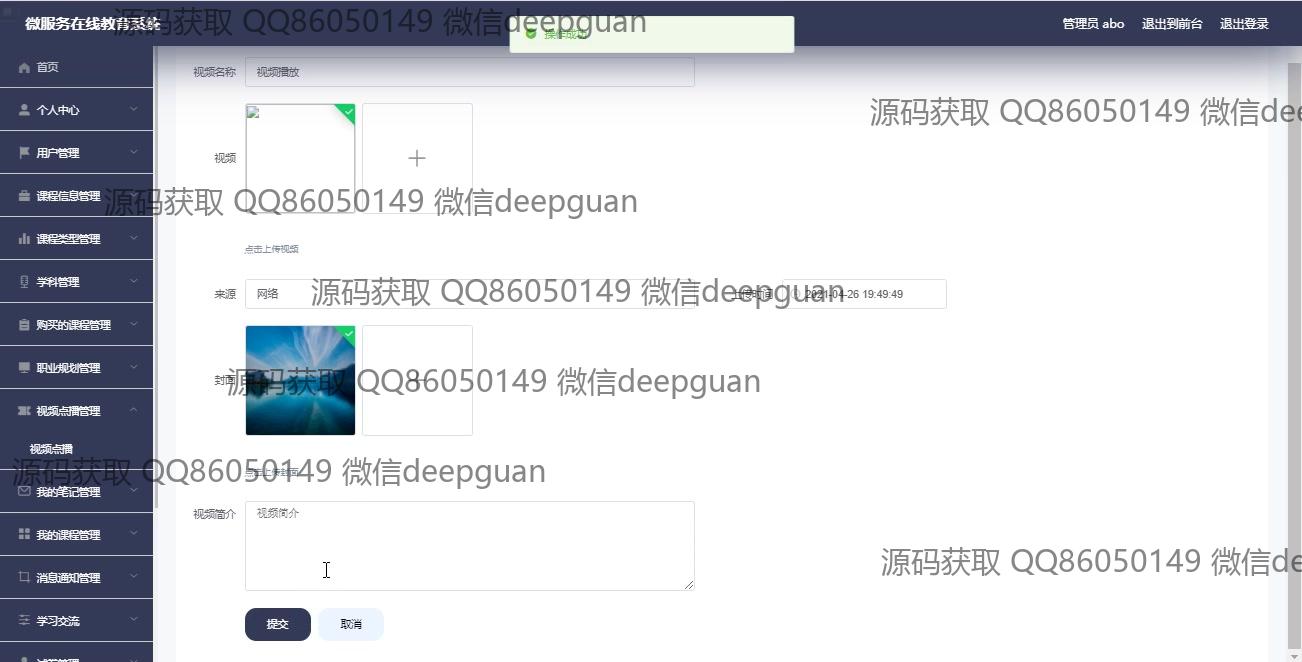 微服务在线教育系统
管理员 abo
退出到前台
退出登录
操作成功
源码获取 QQ86050149 微信deepguan
首页
个人中心
用户管理
课程信息管理
课程类型管理
学科管理
购买的课程管理
职业规划管理
视频点播管理
视频点播
我的笔记管理
我的课程管理
消息通知管理
学习交流
试卷管理
视频名称
视频播放
源码获取 QQ86050149 微信dee
视频
源码获取 QQ86050149 微信deepguan
点击上传视频
来源
网络
上传时间
2021-04-26 19:49:49
源码获取 QQ86050149 微信deepguan
封面
源码获取 QQ86050149 微信deepguan
点击上传封面
源码获取 QQ86050149 微信deepguan
视频简介
视频简介
源码获取 QQ86050149 微信dee
提交
取消